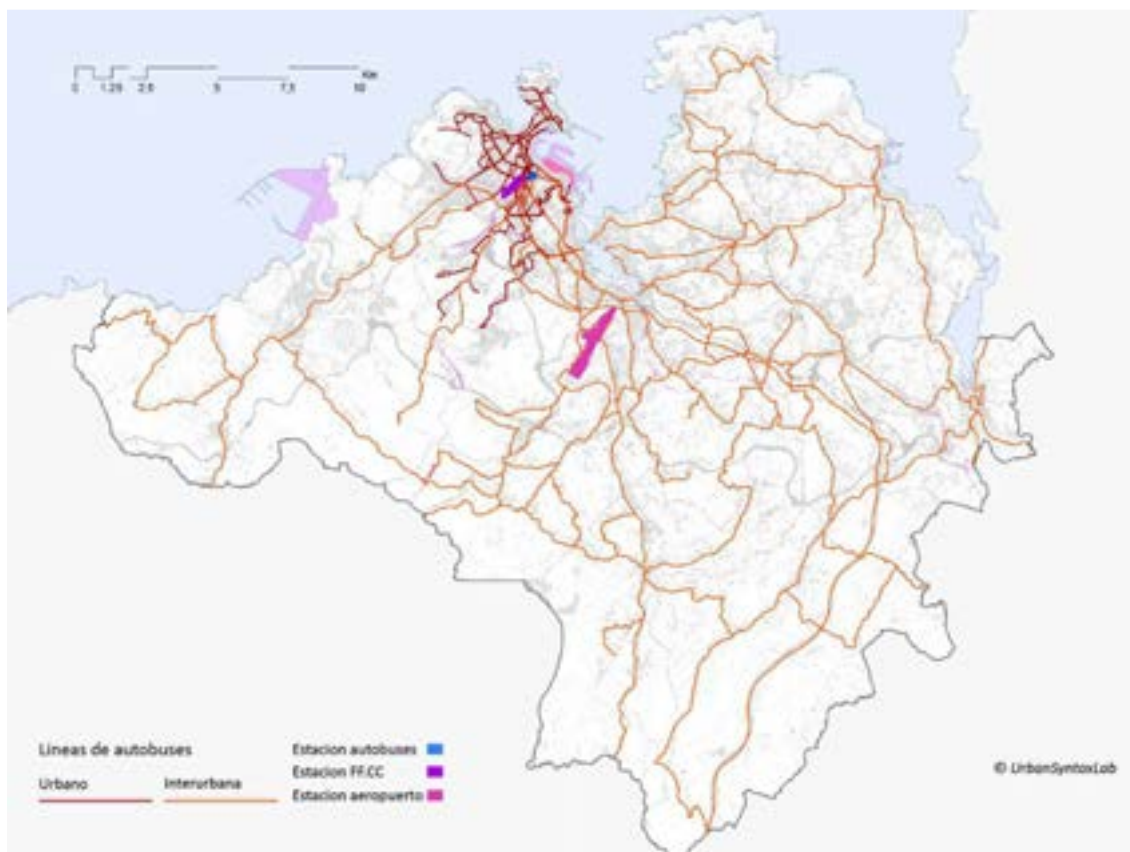 Km
0 1.25 2.5 5 7,5 10
Lineas de autobuses
Urbano Interurbana
Estacion autobuses
Estacion FF.CC
Estacion aeropuerto
© UrbanSyntaxLab